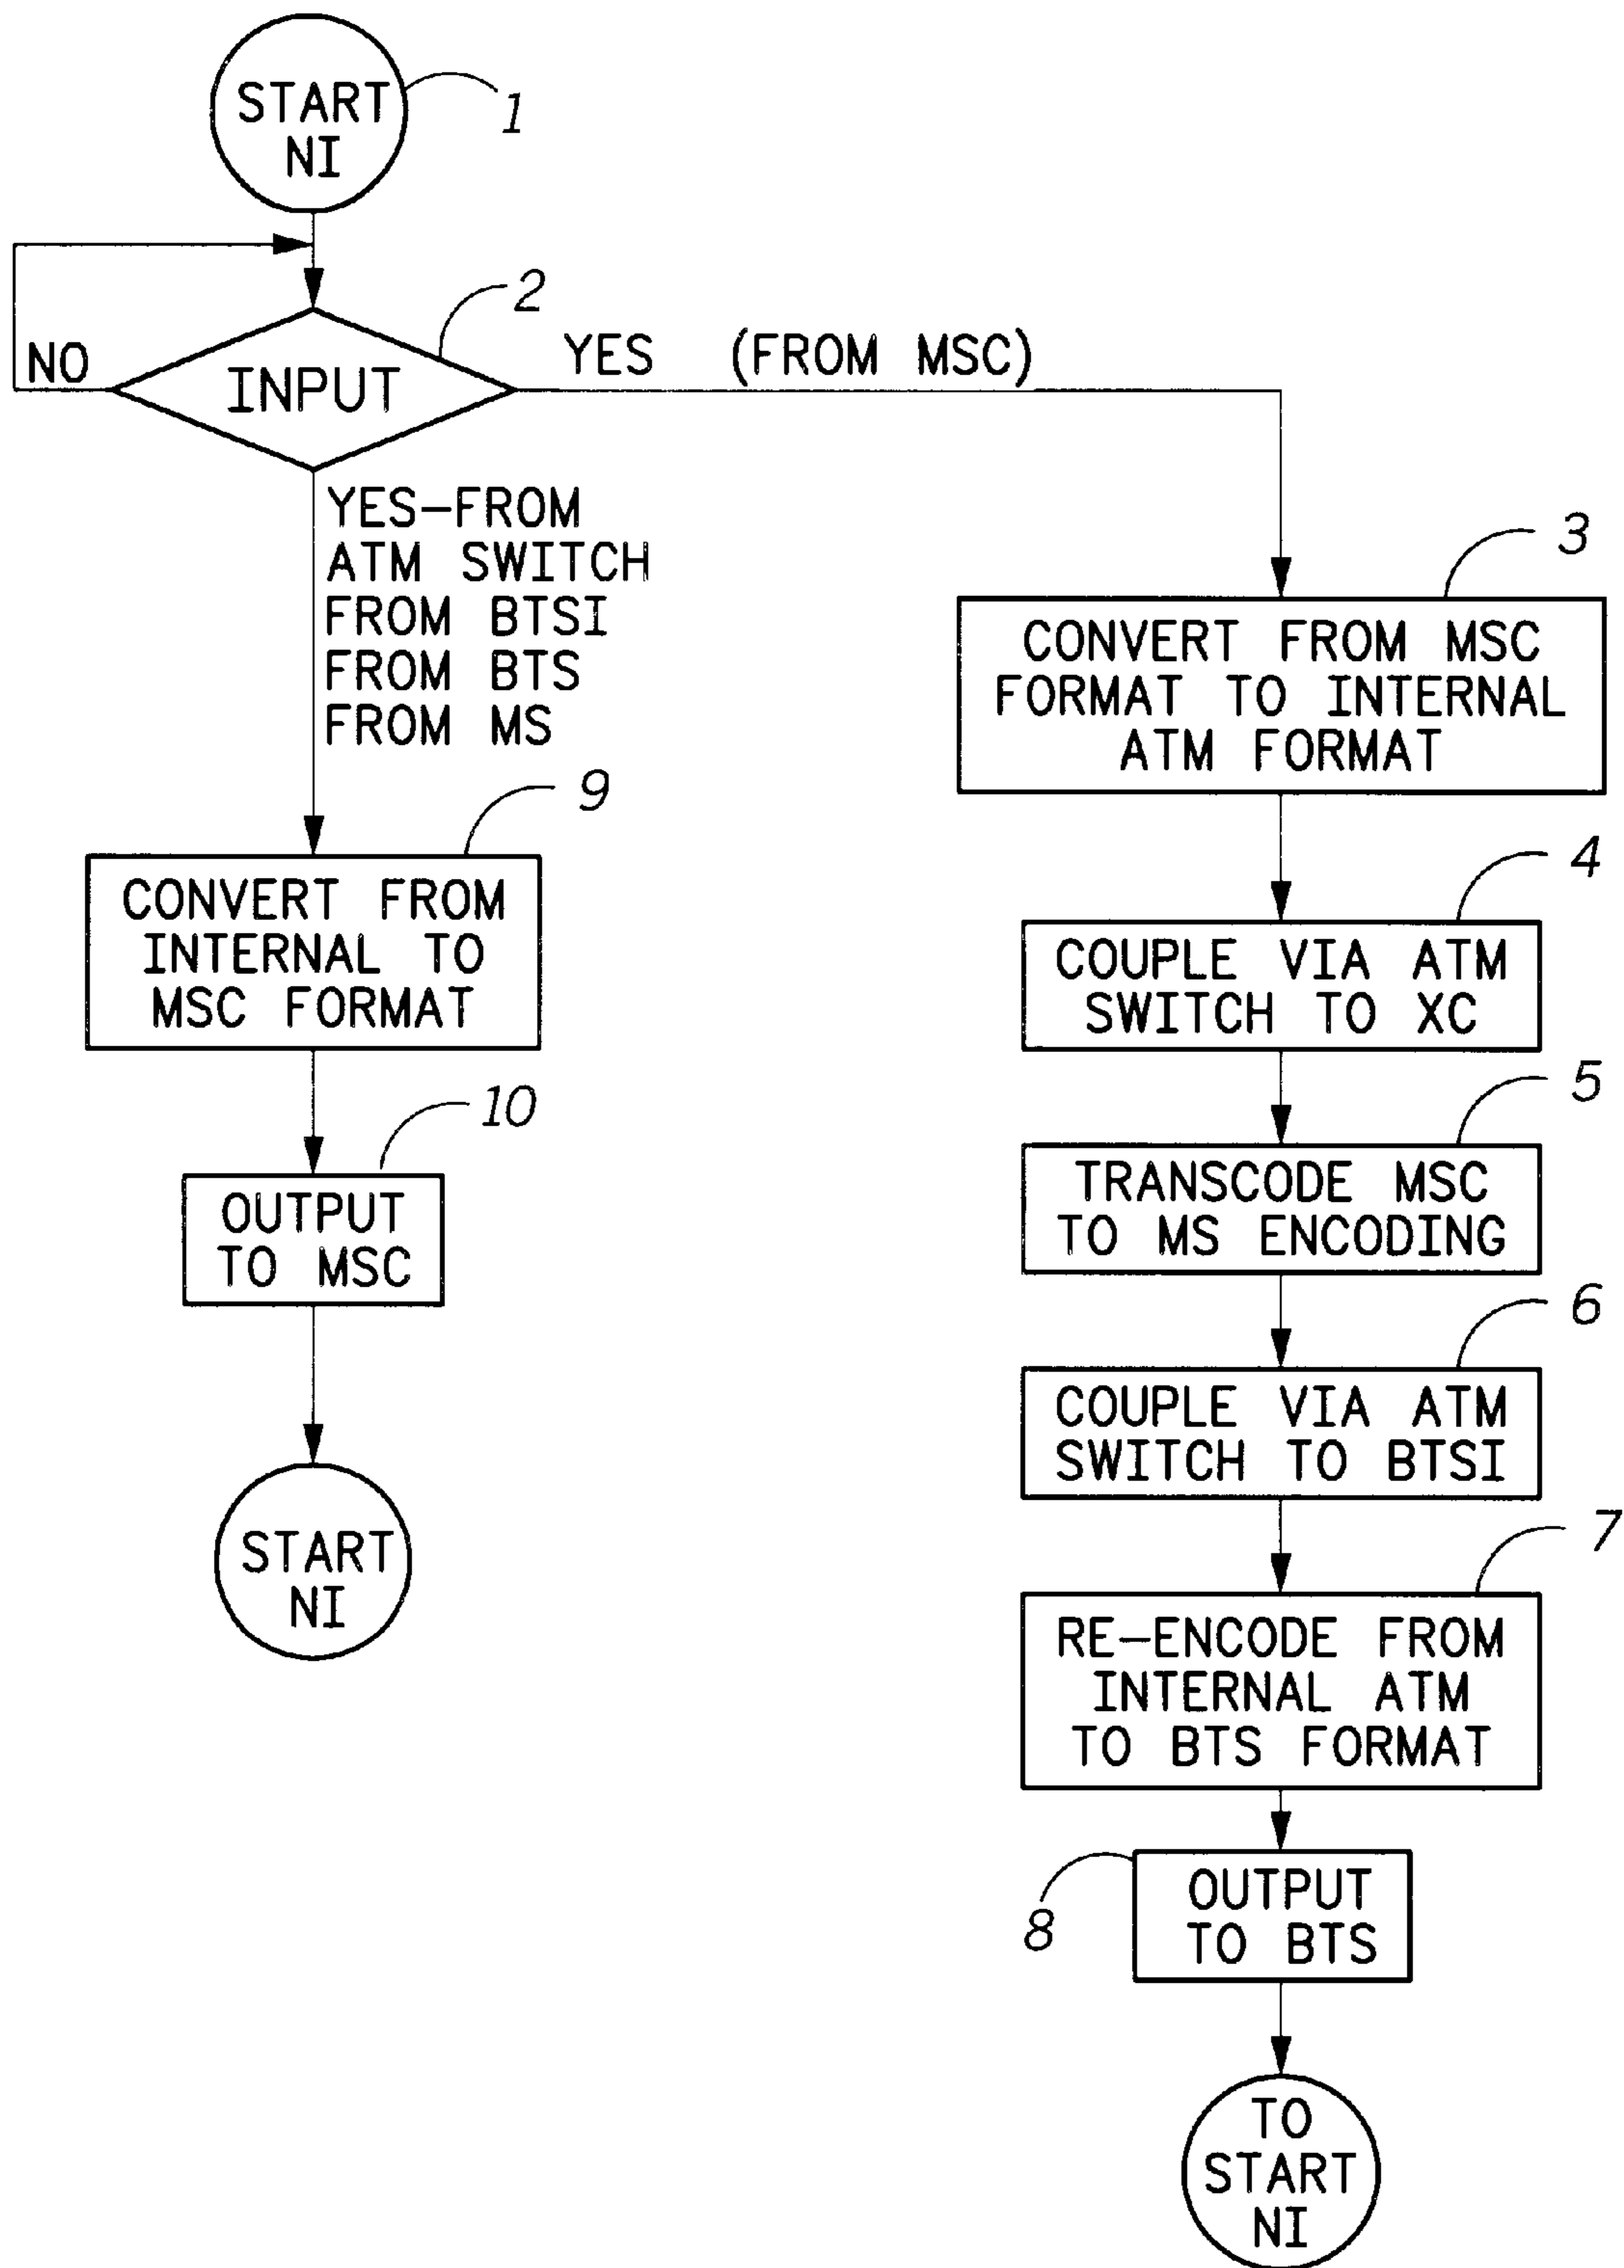 START
NI
1
2
NO
INPUT
YES (FROM MSC)
YES-FROM
ATM SWITCH
FROM BTSI
FROM BTS
FROM MS
3
CONVERT FROM MSC
FORMAT TO INTERNAL
ATM FORMAT
4
COUPLE VIA ATM
SWITCH TO XC
5
TRANSCODE MSC
TO MS ENCODING
6
COUPLE VIA ATM
SWITCH TO BTSI
7
RE-ENCODE FROM
INTERNAL ATM
TO BTS FORMAT
8
OUTPUT
TO BTS
TO
START
NI
9
CONVERT FROM
INTERNAL TO
MSC FORMAT
10
OUTPUT
TO MSC
START
NI